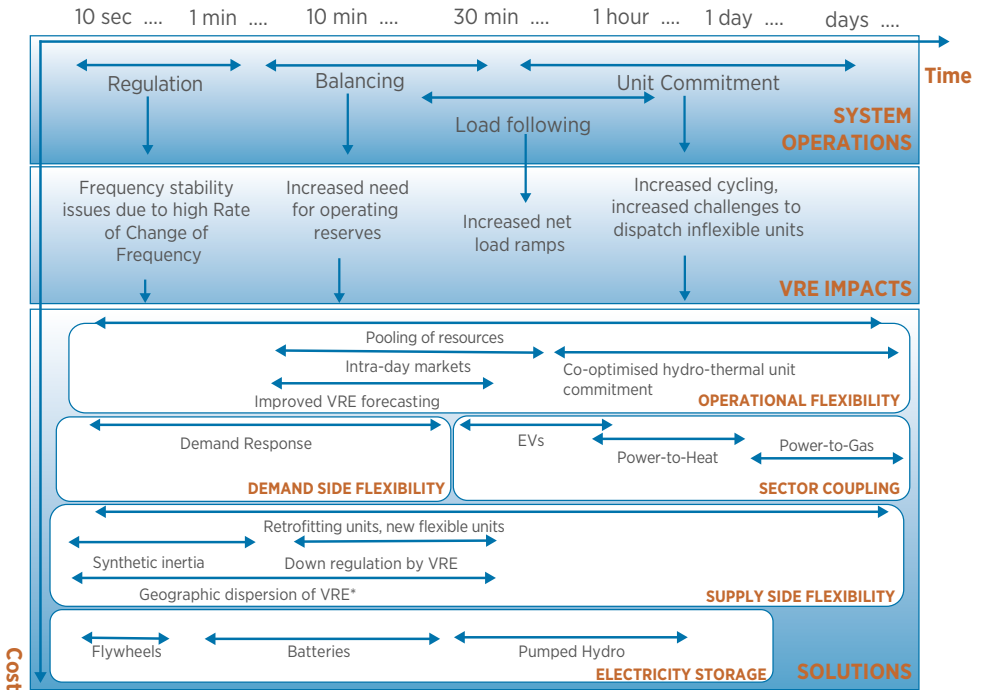 10 sec .... 1 min .... 10 min .... 30 min .... 1 hour .... 1 day .... days ....
Time
Regulation
Balancing
Unit Commitment
Load following
SYSTEM
OPERATIONS
Frequency stability
issues due to high Rate
of Change of
Frequency
Increased need
for operating
reserves
Increased net
load ramps
Increased cycling,
increased challenges to
dispatch inflexible units
VRE IMPACTS
Pooling of resources
Intra-day markets
Co-optimised hydro-thermal unit
commitment
Improved VRE forecasting
OPERATIONAL FLEXIBILITY
Demand Response
DEMAND SIDE FLEXIBILITY
EVs
Power-to-Heat
Power-to-Gas
SECTOR COUPLING
Retrofitting units, new flexible units
Synthetic inertia
Down regulation by VRE
Geographic dispersion of VRE*
SUPPLY SIDE FLEXIBILITY
Flywheels
Batteries
Pumped Hydro
ELECTRICITY STORAGE
SOLUTIONS
Cost